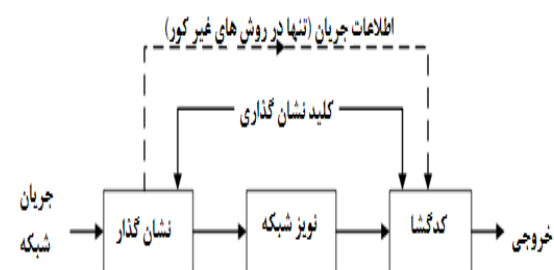 اطلاعات جریان (تنها در روش های غیر کور)
کلید نشان گذاری
جریان
شبکه
نشان گذار
نویز شبکه
کدگشا
خروجی